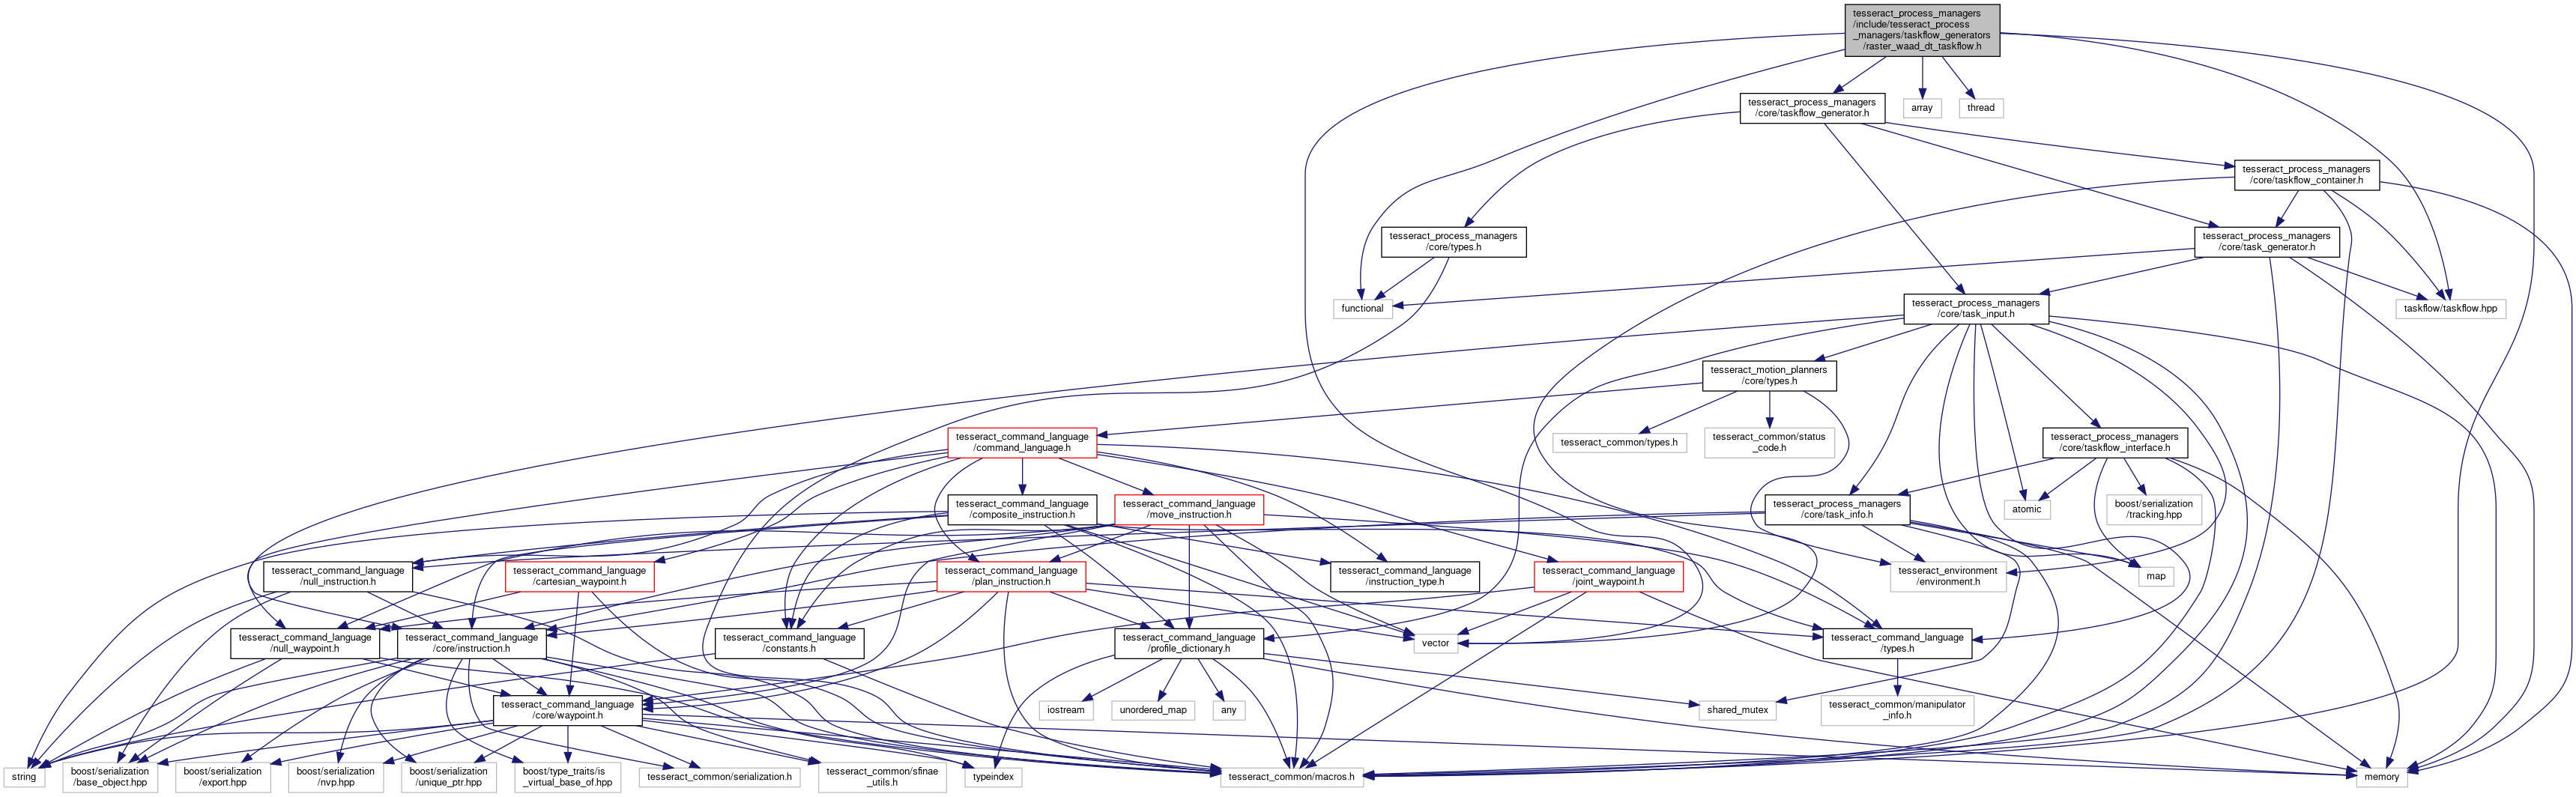 tesseract_process_managers
/include/tesseract_process
_managers/taskflow_generators
/raster_waad_dt_taskflow.h
tesseract_process_managers
/core/taskflow_generator.h
array
thread
tesseract_process_managers
/core/taskflow_container.h
tesseract_process_managers
/core/types.h
tesseract_process_managers
/core/task_generator.h
functional
tesseract_process_managers
/core/task_input.h
taskflow/taskflow.hpp
tesseract_motion_planners
/core/types.h
tesseract_command_language
/command_language.h
tesseract_common/types.h
tesseract_common/status
_code.h
tesseract_process_managers
/core/taskflow_interface.h
tesseract_command_language
/composite_instruction.h
tesseract_command_language
/move_instruction.h
tesseract_process_managers
/core/task_info.h
atomic
boost/serialization
/tracking.hpp
tesseract_command_language
/null_instruction.h
tesseract_command_language
/cartesian_waypoint.h
tesseract_command_language
/plan_instruction.h
tesseract_command_language
/instruction_type.h
tesseract_command_language
/joint_waypoint.h
tesseract_environment
/environment.h
map
tesseract_command_language
/null_waypoint.h
tesseract_command_language
/core/instruction.h
tesseract_command_language
/constants.h
tesseract_command_language
/profile_dictionary.h
vector
tesseract_command_language
/types.h
tesseract_command_language
/core/waypoint.h
iostream
unordered_map
any
shared_mutex
tesseract_common/manipulator
_info.h
string
boost/serialization
/base_object.hpp
boost/serialization
/export.hpp
boost/serialization
/nvp.hpp
boost/serialization
/unique_ptr.hpp
boost/type_traits/is
_virtual_base_of.hpp
tesseract_common/serialization.h
tesseract_common/sfinae
_utils.h
typeindex
tesseract_common/macros.h
memory